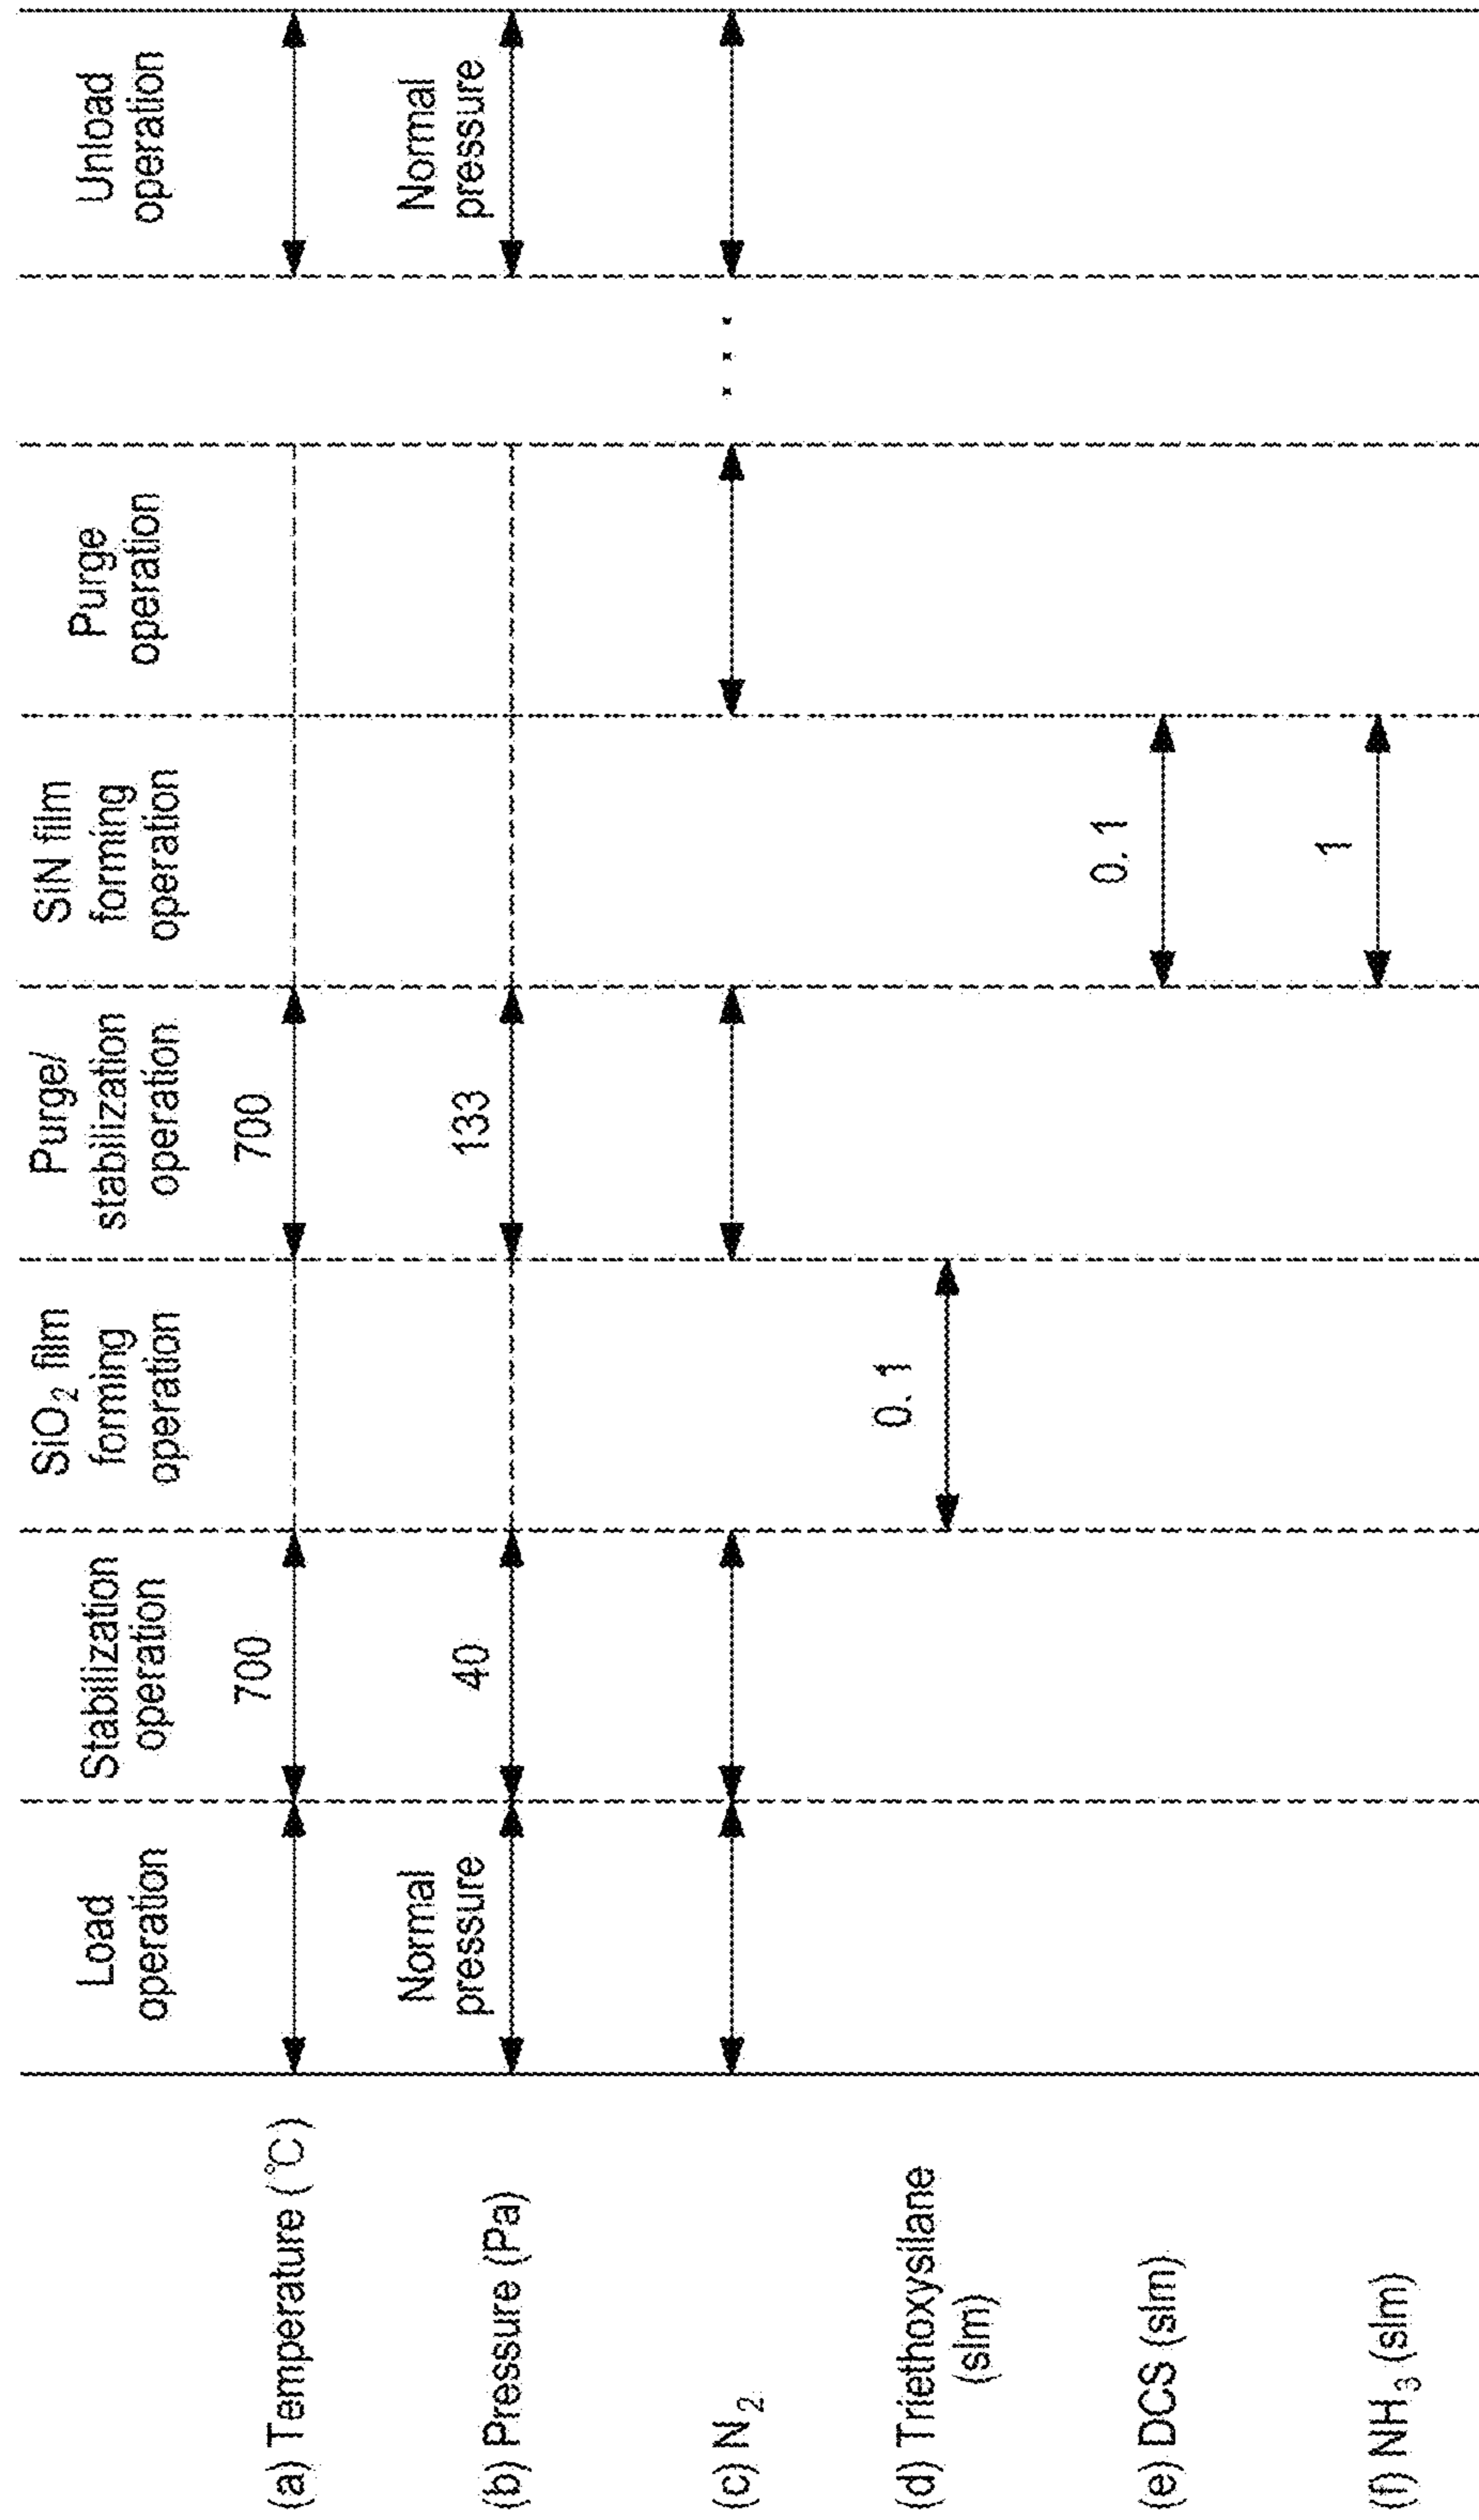 Load
operation
Stabilization
operation
SiO₂ film
forming
operation
Purge/
stabilization
operation
SiN film
forming
operation
Purge
operation
Unload
operation
(a) Temperature (℃)
700
700
(b) Pressure (Pa)
Normal
pressure
40
133
Normal
pressure
(c) N₂
. . .
(d) Triethoxysilane
(slm)
0. 1
(e) DCS (slm)
0. 1
(f) NH₃ (slm)
1